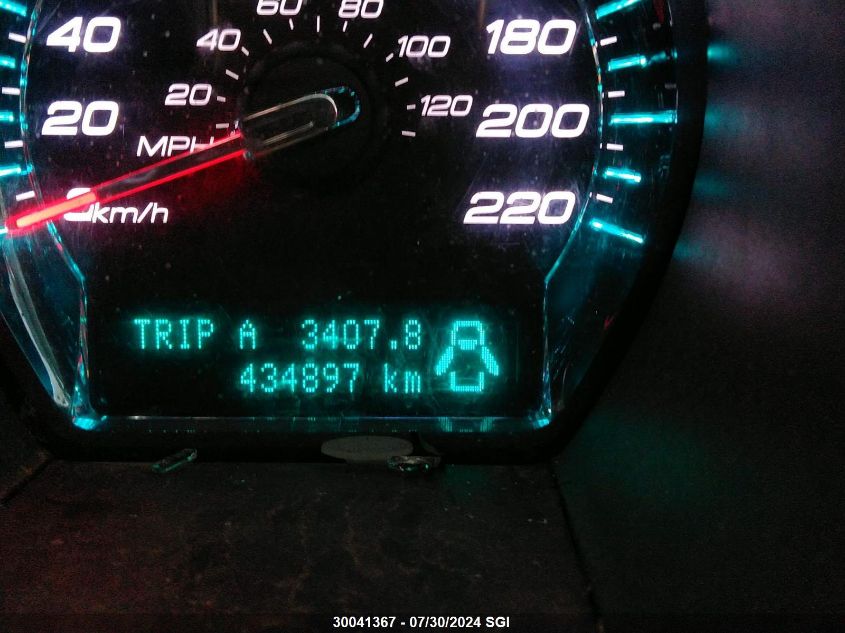 60 80
40 40 100 180
20 20 120 200
MPH
km/h 220
TRIP A 3407.8
434897 km
30041367 - 07/30/2024 SGI